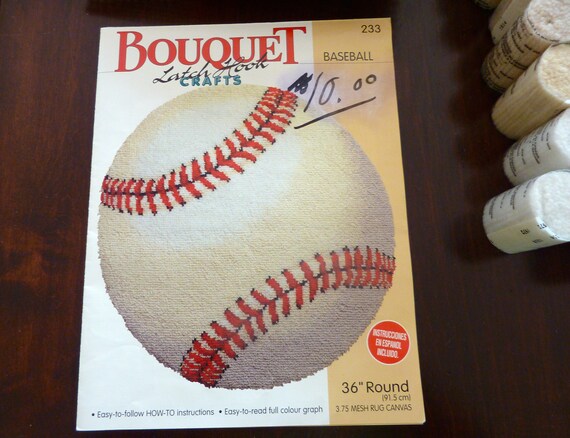 233
BOUQUET
BASEBALL
Latch Hook
CRAFTS
$10.00
INSTRUCCIONES
EN ESPANOL
INCLUIDO.
36" Round
(91.5 cm)
• Easy-to-follow HOW-TO instructions • Easy-to-read full colour graph
3.75 MESH RUG CANVAS